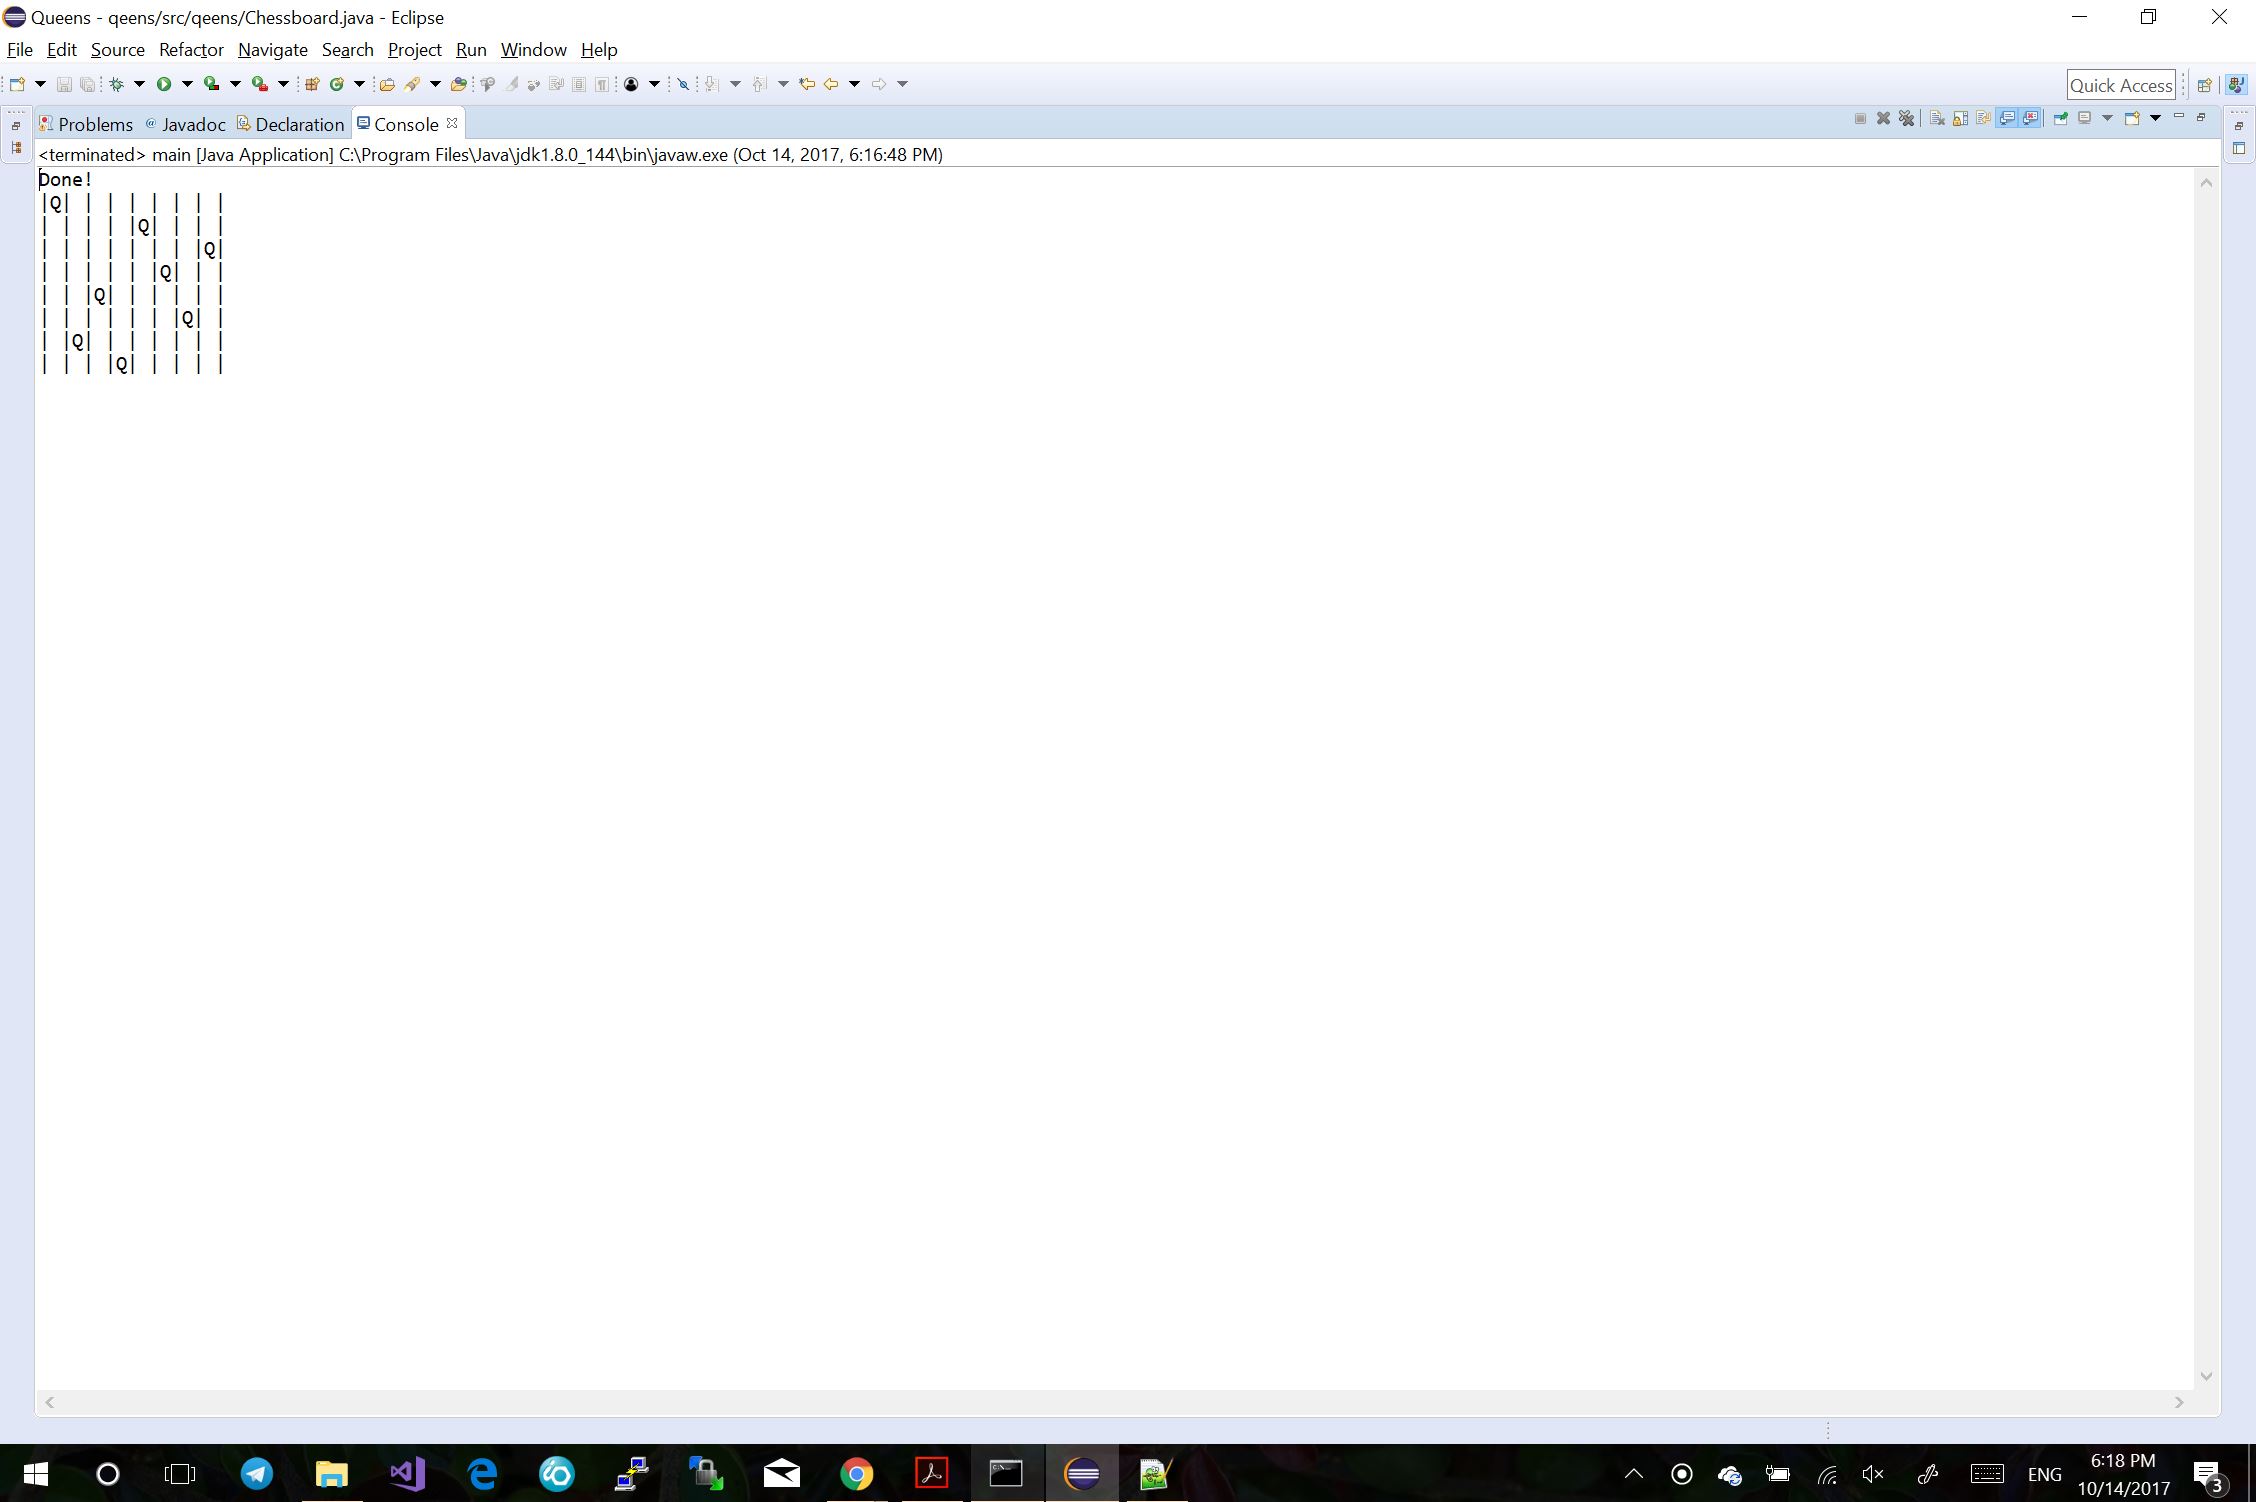 Queens - qeens/src/qeens/Chessboard.java - Eclipse
File Edit Source Refactor Navigate Search Project Run Window Help
Quick Access
Problems @ Javadoc Declaration Console
<terminated> main [Java Application] C:\Program Files\Java\jdk1.8.0_144\bin\javaw.exe (Oct 14, 2017, 6:16:48 PM)
Done!
|Q| | | | | | | |
| | | | |Q| | | |
| | | | | | | |Q|
| | | | | |Q| | |
| | |Q| | | | | |
| | | | | | |Q| |
| |Q| | | | | | |
| | | |Q| | | | |
ENG
6:18 PM
10/14/2017
3